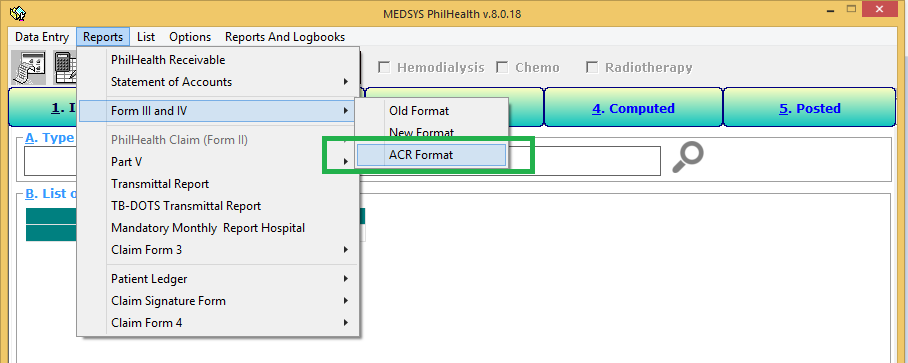 MEDSYS PhilHealth v.8.0.18
Data Entry Reports List Options Reports And Logbooks
Hemodialysis Chemo Radiotherapy
PhilHealth Receivable
Statement of Accounts
Form III and IV
PhilHealth Claim (Form II)
Part V
Transmittal Report
TB-DOTS Transmittal Report
Mandatory Monthly Report Hospital
Claim Form 3
Patient Ledger
Claim Signature Form
Claim Form 4
Old Format
New Format
ACR Format
1. I
4. Computed
5. Posted
A. Type
B. List